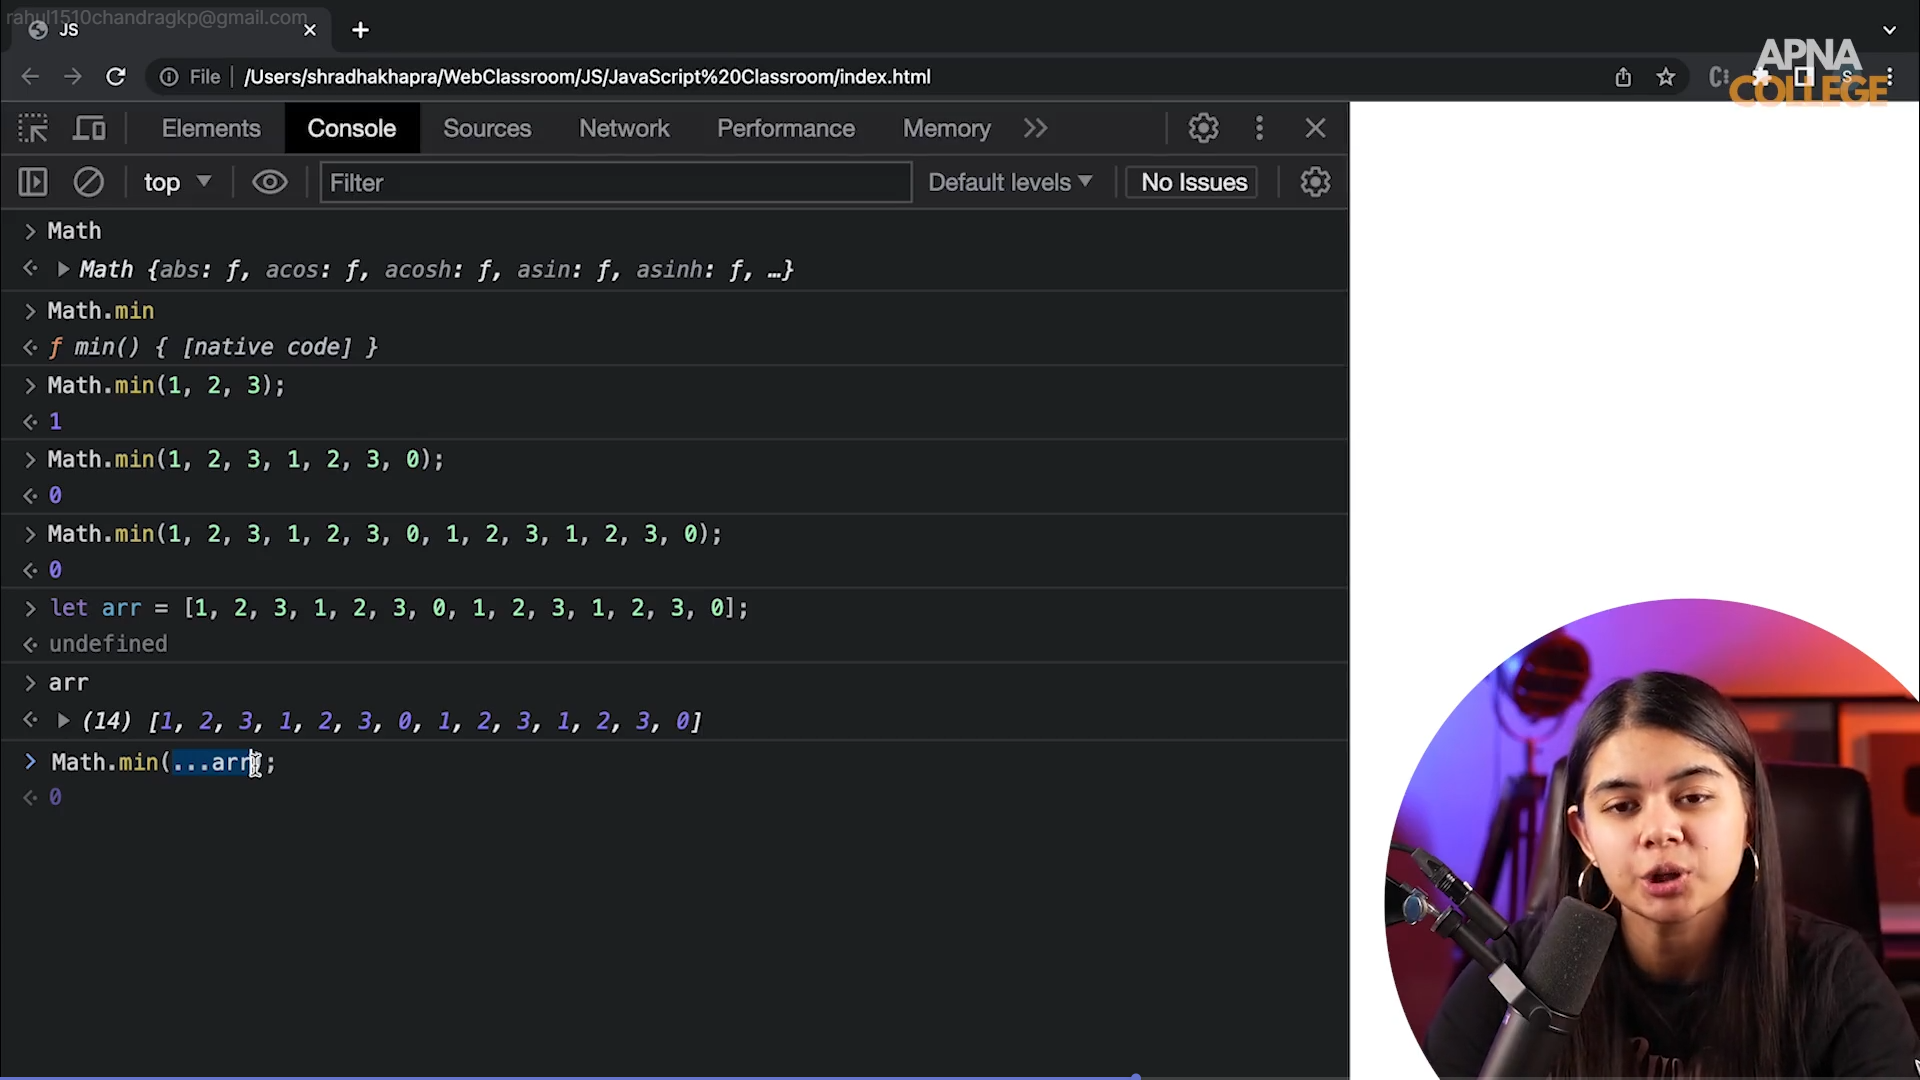 rahul1510chandragkp@gmail.com
JS
File
/Users/shradhakhapra/WebClassroom/JS/JavaScript%20Classroom/index.html
APNA
COLLEGE
Elements Console Sources Network Performance Memory
top Filter Default levels No Issues
Math
Math {abs: ƒ, acos: ƒ, acosh: ƒ, asin: ƒ, asinh: ƒ, …}
Math.min
ƒ min() { [native code] }
Math.min(1, 2, 3);
1
Math.min(1, 2, 3, 1, 2, 3, 0);
0
Math.min(1, 2, 3, 1, 2, 3, 0, 1, 2, 3, 1, 2, 3, 0);
0
let arr = [1, 2, 3, 1, 2, 3, 0, 1, 2, 3, 1, 2, 3, 0];
undefined
arr
(14) [1, 2, 3, 1, 2, 3, 0, 1, 2, 3, 1, 2, 3, 0]
Math.min(...arr);
0